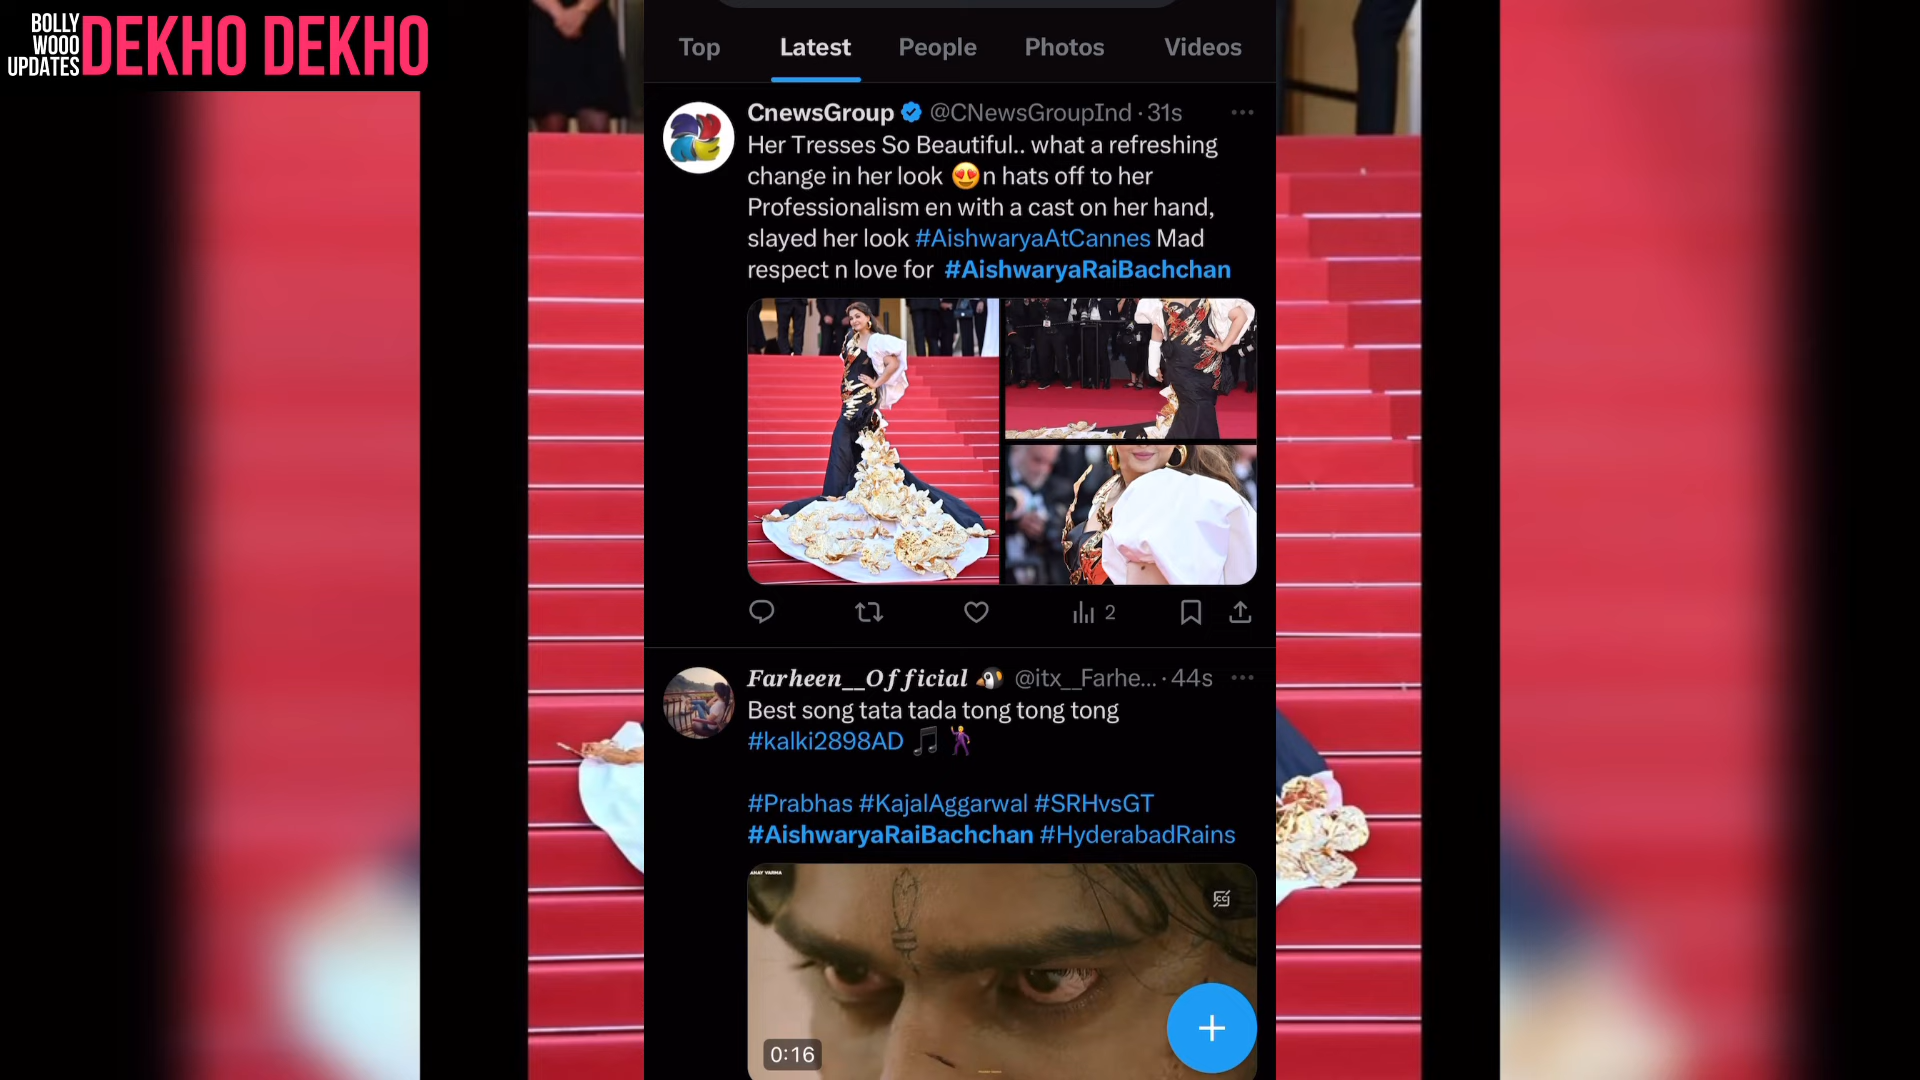 BOLLY
WOOO
UPDATES
DEKHO DEKHO
Top Latest People Photos Videos
CnewsGroup @CNewsGroupInd · 31s
Her Tresses So Beautiful.. what a refreshing
change in her look 😍n hats off to her
Professionalism en with a cast on her hand,
slayed her look #AishwaryaAtCannes Mad
respect n love for #AishwaryaRaiBachchan
2
Farheen__Official 🐧 @itx__Farhe... · 44s
Best song tata tada tong tong tong
#kalki2898AD 🎵 🕺
#Prabhas #KajalAggarwal #SRHvsGT
#AishwaryaRaiBachchan #HyderabadRains
ANAY VARMA
0:16